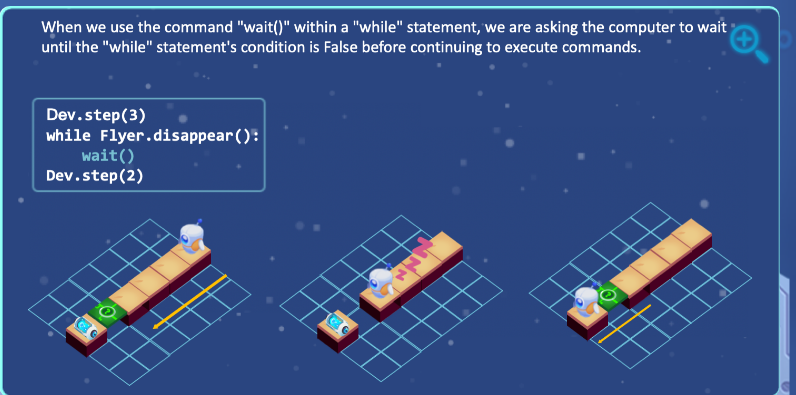 When we use the command "wait()" within a "while" statement, we are asking the computer to wait
until the "while" statement's condition is False before continuing to execute commands.
Dev.step(3)
while Flyer.disappear():
    wait()
Dev.step(2)
?
z z z z
?